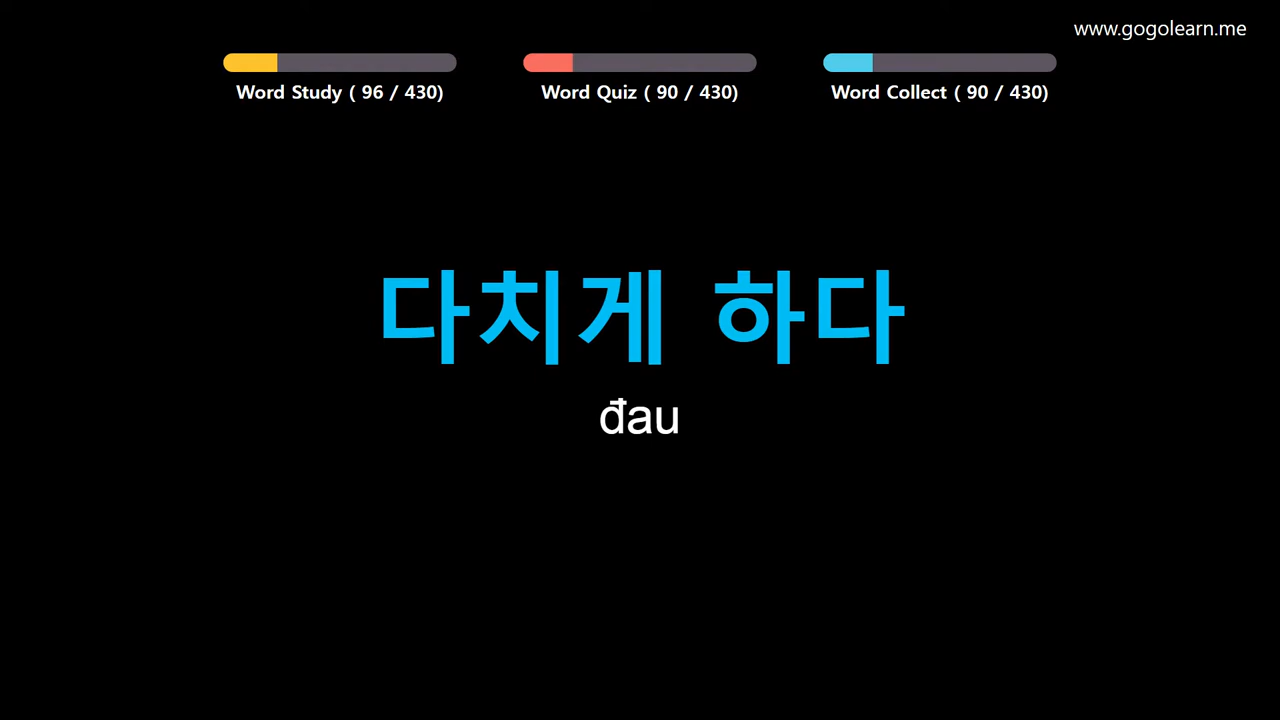 www.gogolearn.me
Word Study ( 96 / 430)
Word Quiz ( 90 / 430)
Word Collect ( 90 / 430)
다치게 하다
đau